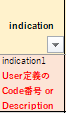 indication
indication1
User定義の
Code番号 or
Description